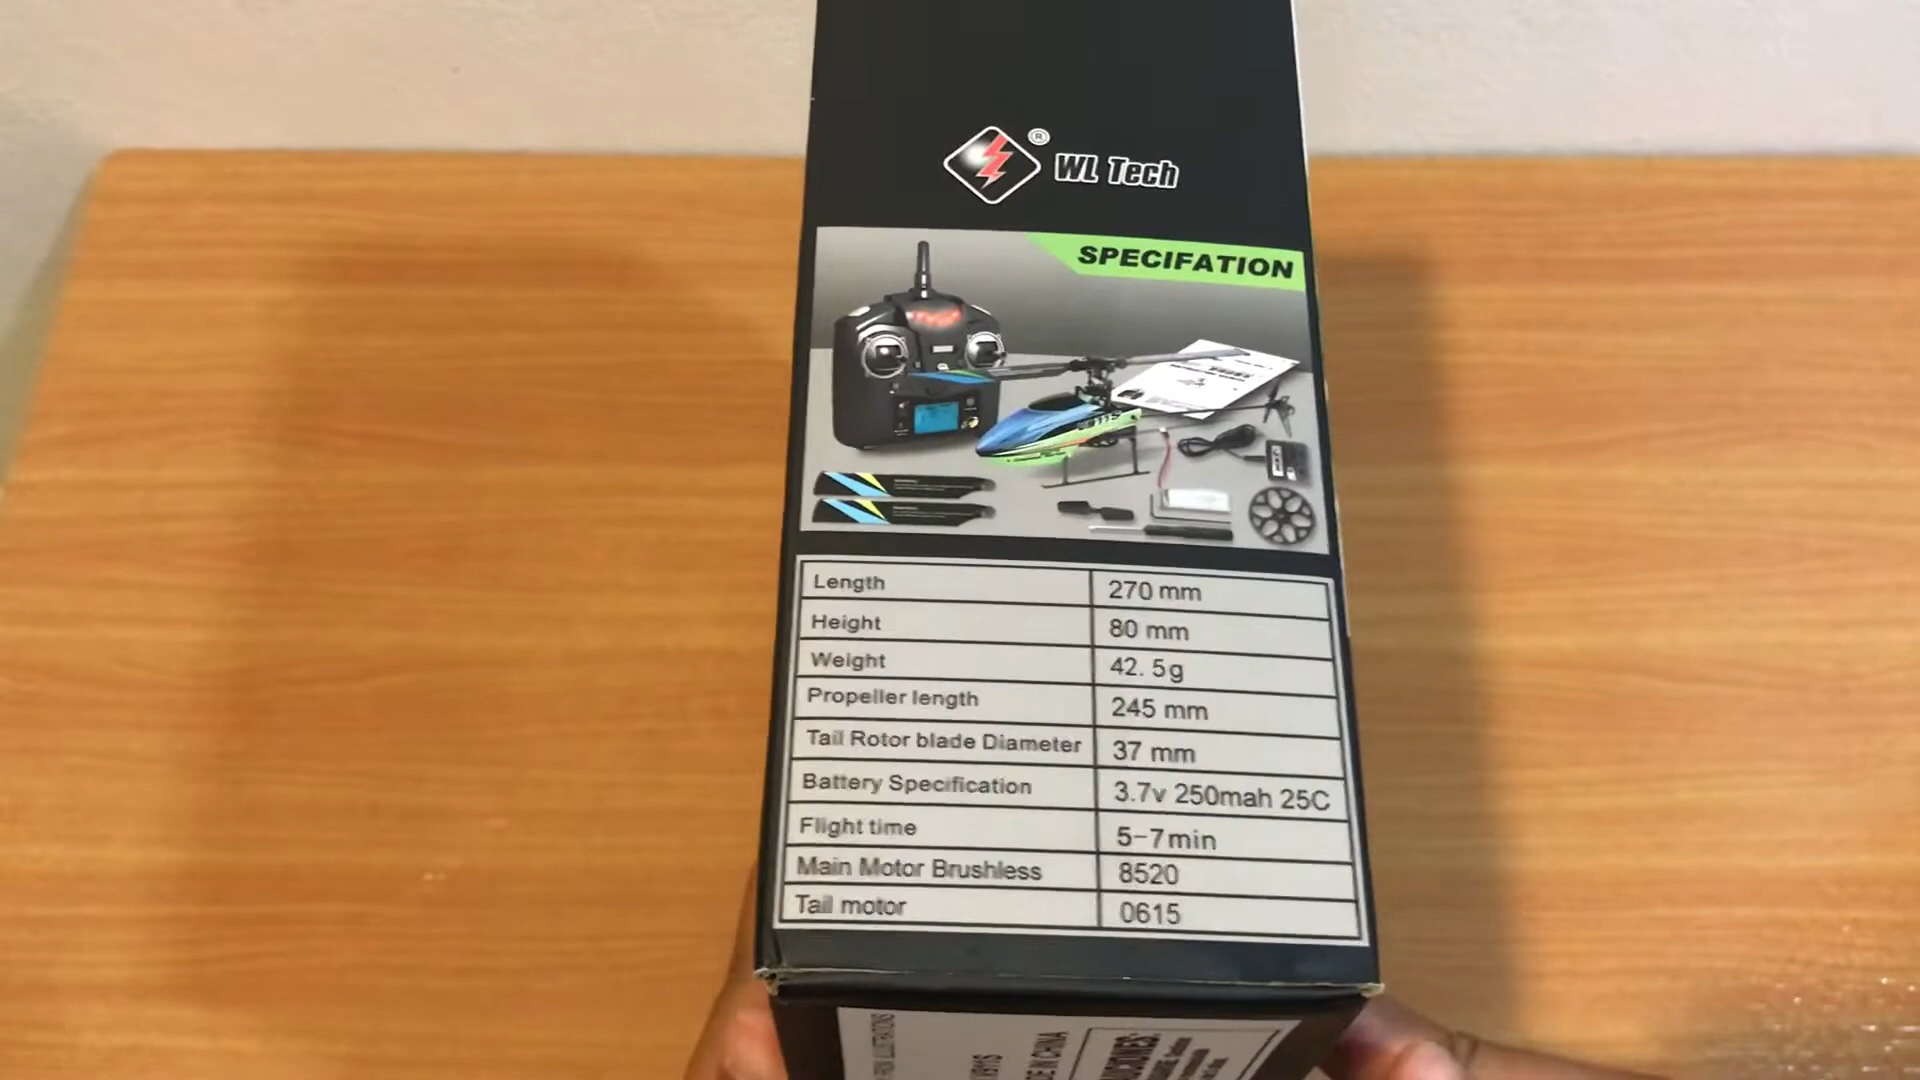 ® WL Tech
SPECIFATION
Length 270 mm
Height 80 mm
Weight 42. 5g
Propeller length 245 mm
Tail Rotor blade Diameter 37 mm
Battery Specification 3.7v 250mah 25C
Flight time 5-7min
Main Motor Brushless 8520
Tail motor 0615